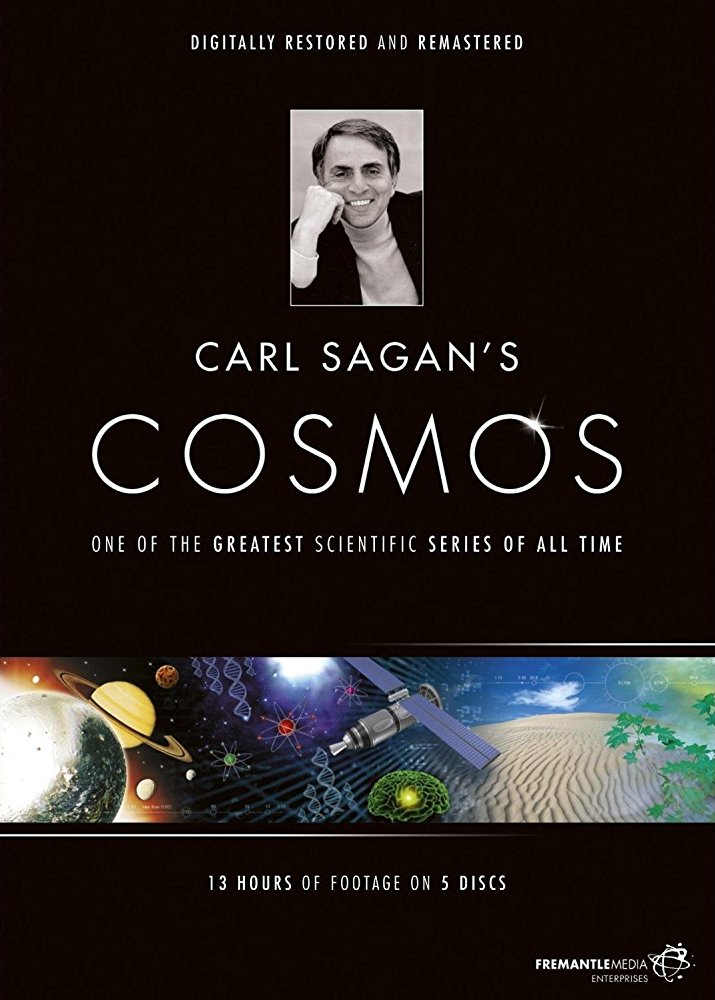 DIGITALLY RESTORED AND REMASTERED
CARL SAGAN'S
COSMOS
ONE OF THE GREATEST SCIENTIFIC SERIES OF ALL TIME
13 HOURS OF FOOTAGE ON 5 DISCS
FREMANTLEMEDIA
ENTERPRISES